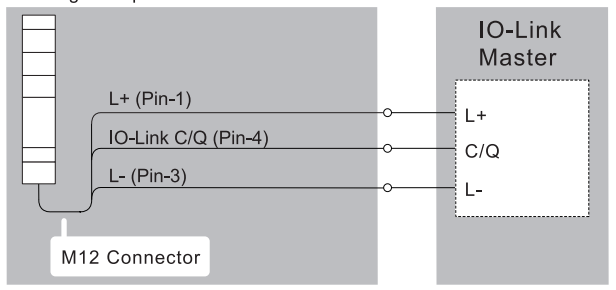 IO-Link
Master
L+ (Pin-1)
L+
IO-Link C/Q (Pin-4)
C/Q
L- (Pin-3)
L-
M12 Connector